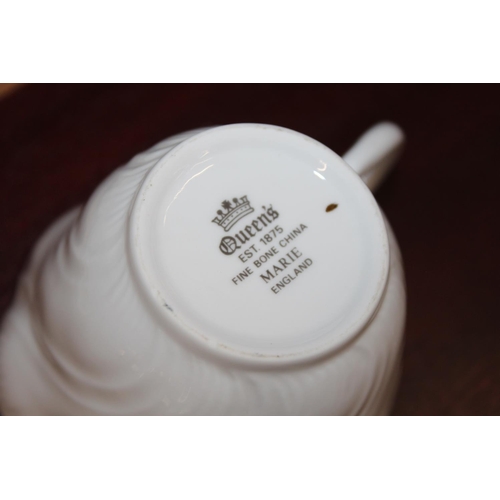 Queen's
EST. 1875
FINE BONE CHINA
MARIE
ENGLAND